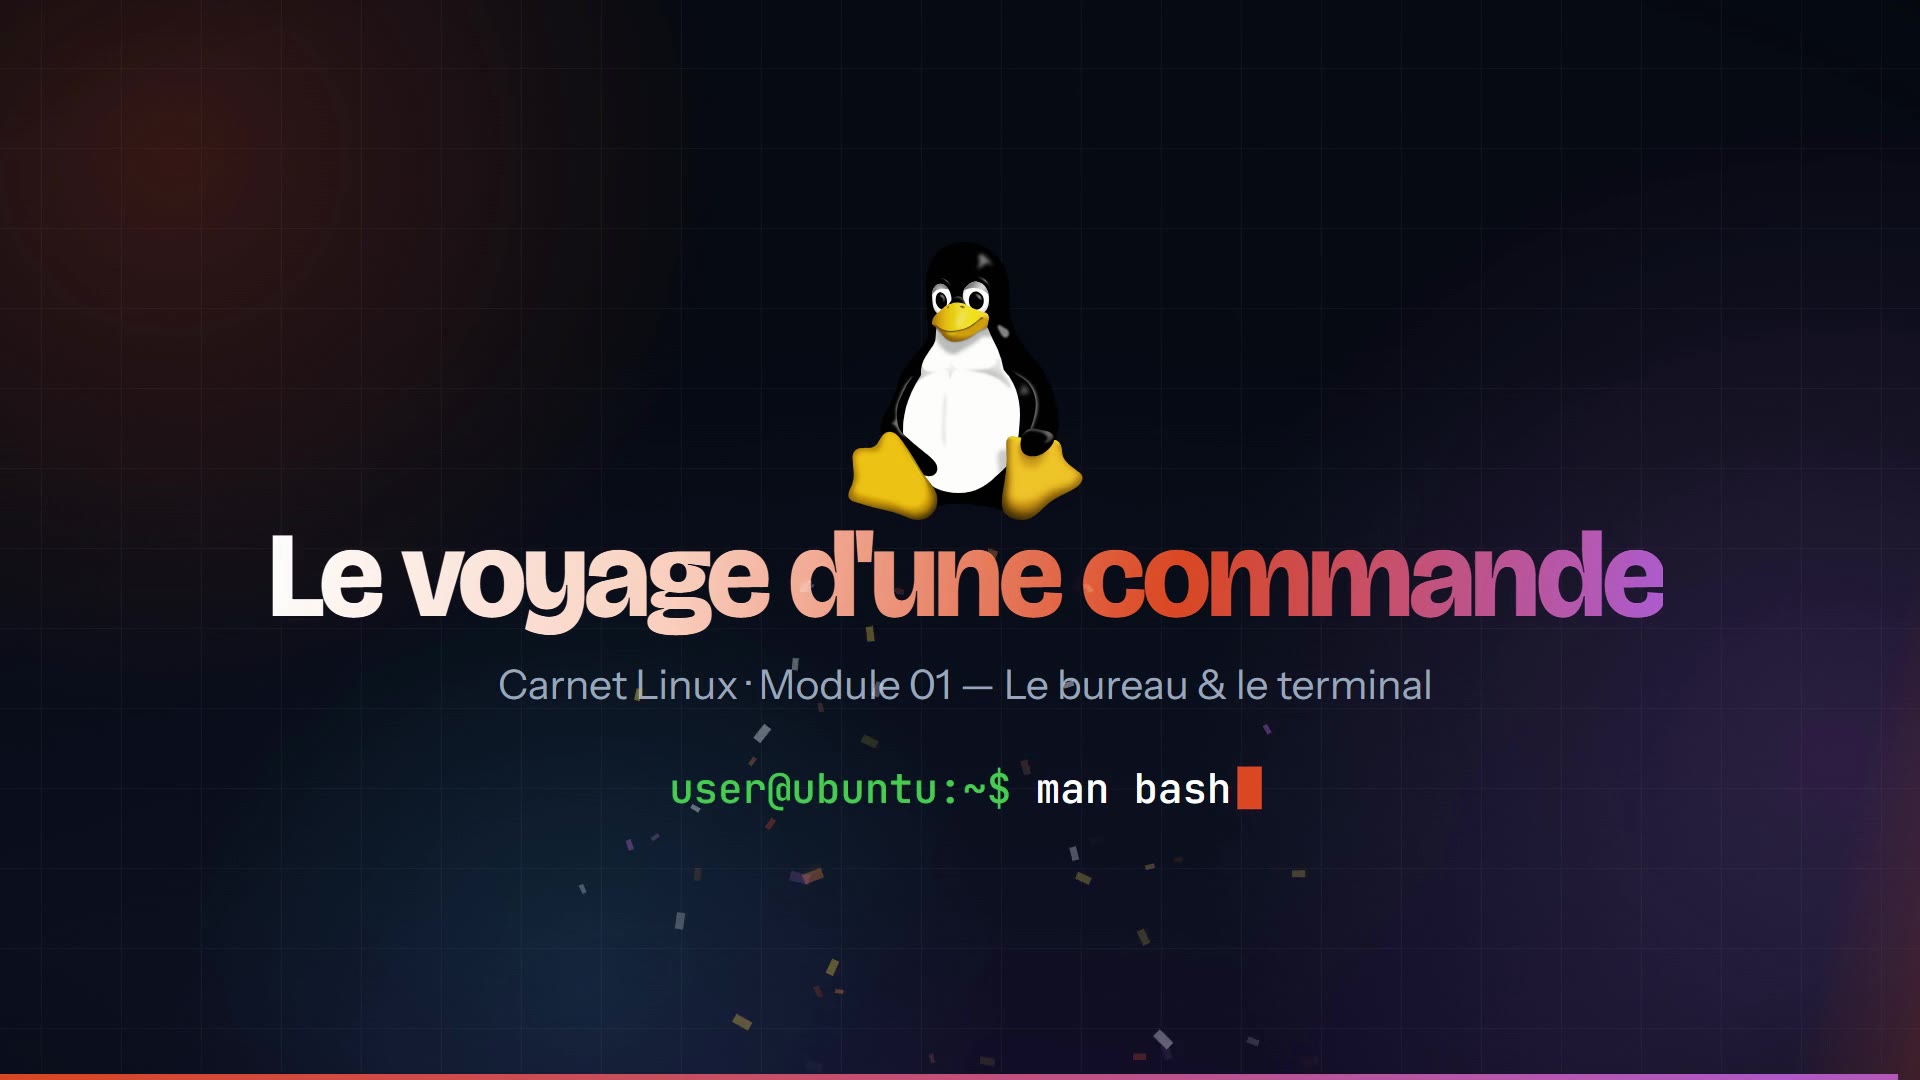 Le voyage d'une commande
Carnet Linux · Module 01 — Le bureau & le terminal
user@ubuntu:~$ man bash